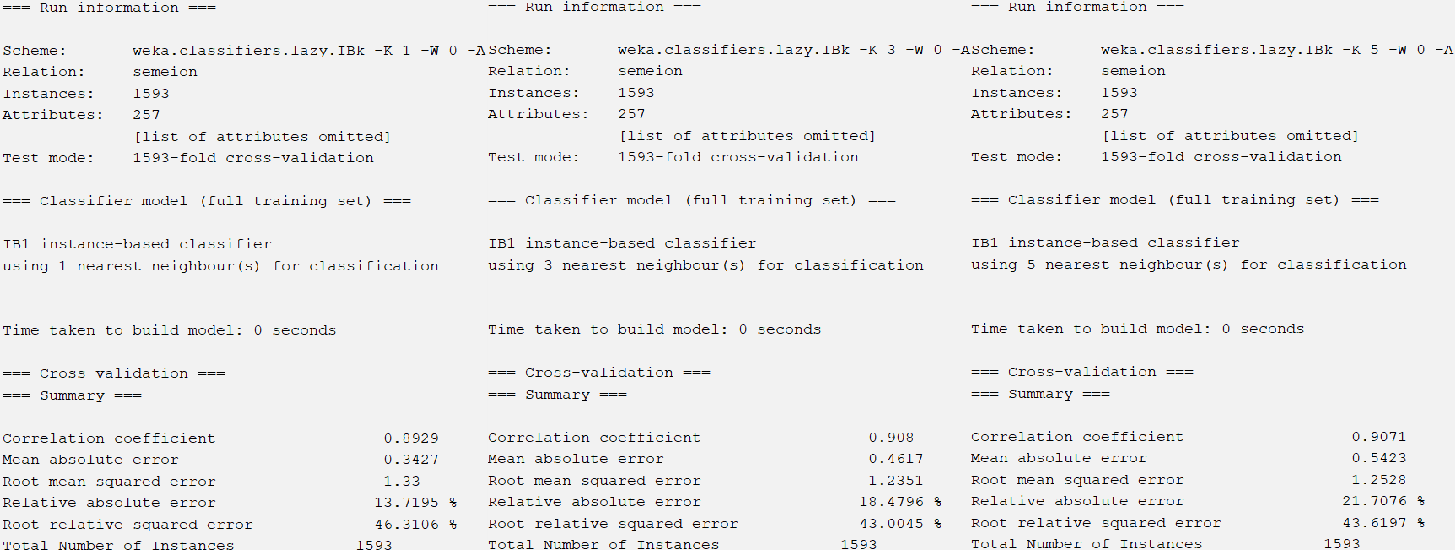 === Run information ===
Scheme: weka.classifiers.lazy.IBk -K 1 -W 0 -A
Relation: semeion
Instances: 1593
Attributes: 257
[list of attributes omitted]
Test mode: 1593-fold cross-validation
=== Classifier model (full training set) ===
IB1 instance-based classifier
using 1 nearest neighbour(s) for classification
Time taken to build model: 0 seconds
=== Cross-validation ===
=== Summary ===
Correlation coefficient 0.8929
Mean absolute error 0.3427
Root mean squared error 1.33
Relative absolute error 13.7195 %
Root relative squared error 46.3106 %
Total Number of Instances 1593
=== Run information ===
Scheme: weka.classifiers.lazy.IBk -K 3 -W 0 -A
Relation: semeion
Instances: 1593
Attributes: 257
[list of attributes omitted]
Test mode: 1593-fold cross-validation
=== Classifier model (full training set) ===
IB1 instance-based classifier
using 3 nearest neighbour(s) for classification
Time taken to build model: 0 seconds
=== Cross-validation ===
=== Summary ===
Correlation coefficient 0.908
Mean absolute error 0.4617
Root mean squared error 1.2351
Relative absolute error 18.4796 %
Root relative squared error 43.0045 %
Total Number of Instances 1593
=== Run information ===
Scheme: weka.classifiers.lazy.IBk -K 5 -W 0 -A
Relation: semeion
Instances: 1593
Attributes: 257
[list of attributes omitted]
Test mode: 1593-fold cross-validation
=== Classifier model (full training set) ===
IB1 instance-based classifier
using 5 nearest neighbour(s) for classification
Time taken to build model: 0 seconds
=== Cross-validation ===
=== Summary ===
Correlation coefficient 0.9071
Mean absolute error 0.5423
Root mean squared error 1.2528
Relative absolute error 21.7076 %
Root relative squared error 43.6197 %
Total Number of Instances 1593